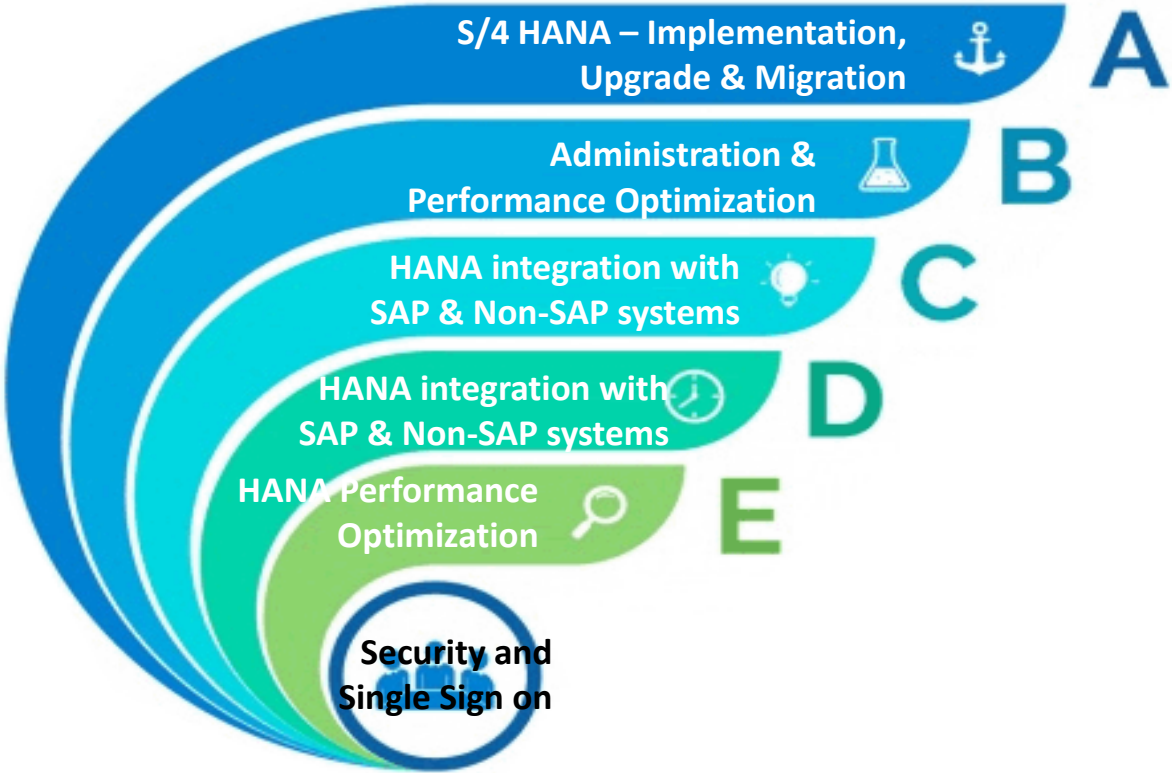 S/4 HANA – Implementation,
Upgrade & Migration
A
Administration &
Performance Optimization
B
HANA integration with
SAP & Non-SAP systems
C
HANA integration with
SAP & Non-SAP systems
D
HANA Performance
Optimization
E
Security and
Single Sign on